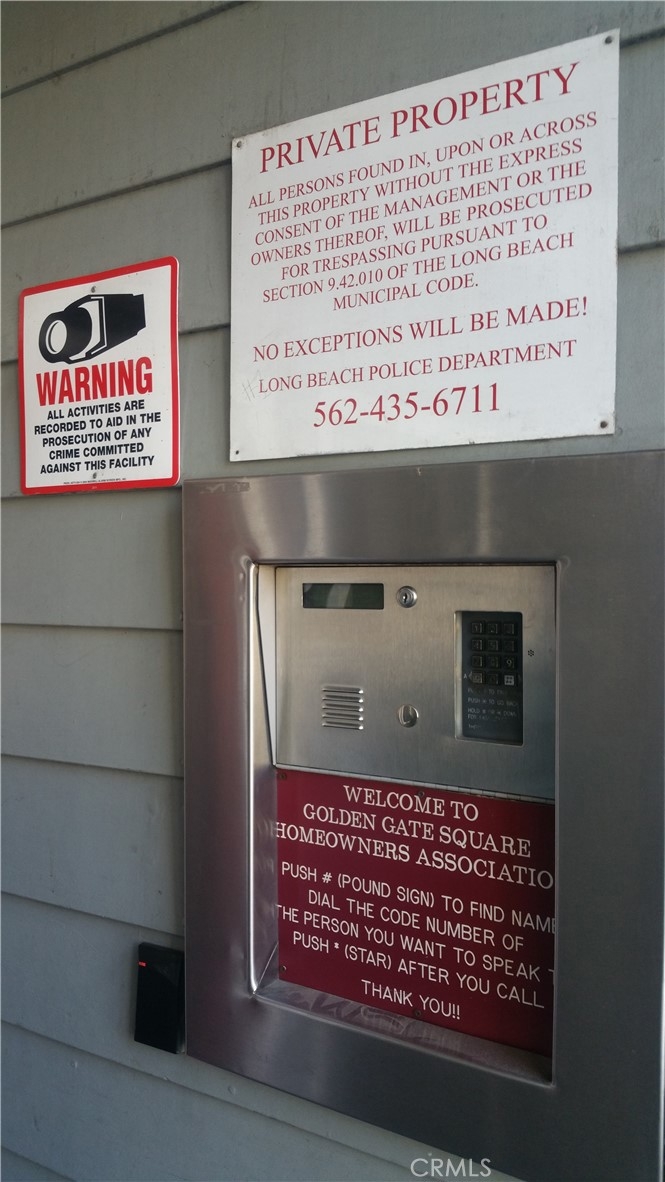 PRIVATE PROPERTY
ALL PERSONS FOUND IN, UPON OR ACROSS
THIS PROPERTY WITHOUT THE EXPRESS
CONSENT OF THE MANAGEMENT OR THE
OWNERS THEREOF, WILL BE PROSECUTED
FOR TRESPASSING PURSUANT TO
SECTION 9.42.010 OF THE LONG BEACH
MUNICIPAL CODE.
NO EXCEPTIONS WILL BE MADE!
LONG BEACH POLICE DEPARTMENT
562-435-6711
WARNING
ALL ACTIVITIES ARE
RECORDED TO AID IN THE
PROSECUTION OF ANY
CRIME COMMITTED
AGAINST THIS FACILITY
WELCOME TO
GOLDEN GATE SQUARE
HOMEOWNERS ASSOCIATIO
PUSH # (POUND SIGN) TO FIND NAME
DIAL THE CODE NUMBER OF
THE PERSON YOU WANT TO SPEAK T
PUSH * (STAR) AFTER YOU CALL
THANK YOU!!
CRMLS